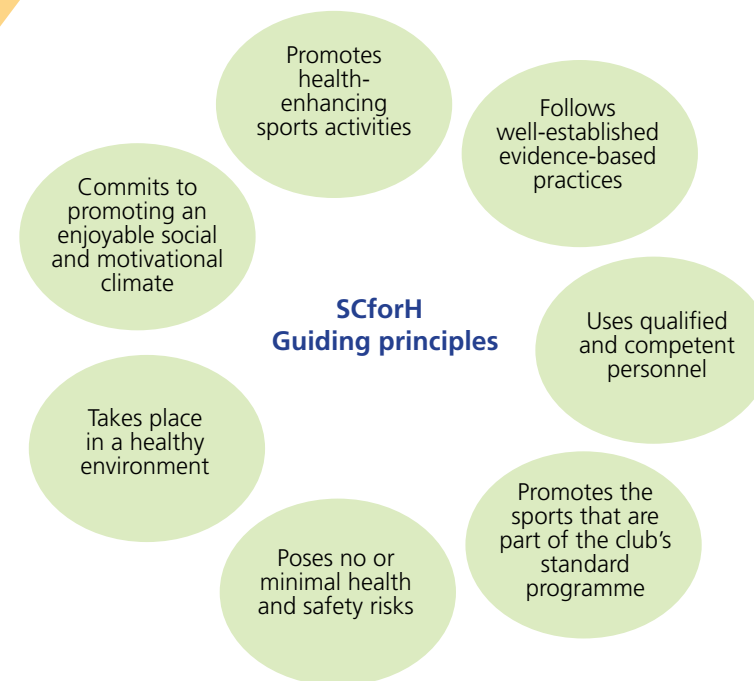 Promotes
health-
enhancing
sports activities
Follows
well-established
evidence-based
practices
Commits to
promoting an
enjoyable social
and motivational
climate
SCforH
Guiding principles
Uses qualified
and competent
personnel
Takes place
in a healthy
environment
Promotes the
sports that are
part of the club's
standard
programme
Poses no or
minimal health
and safety risks